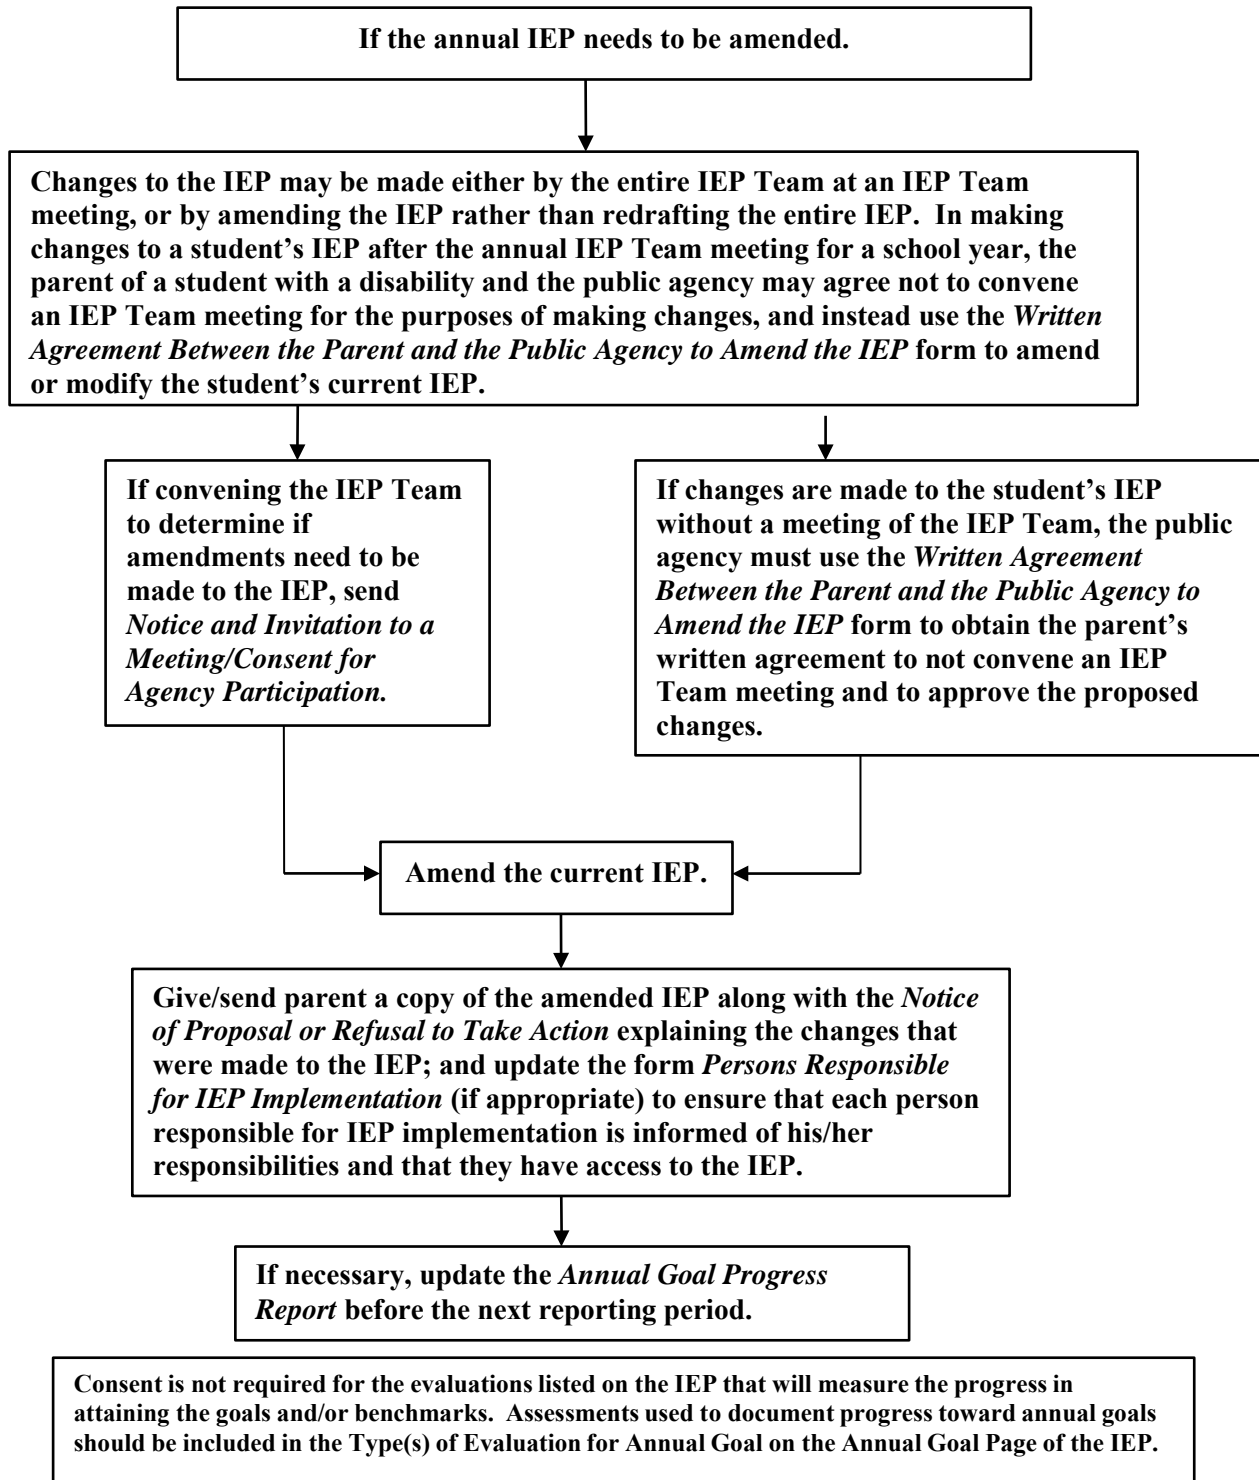 If the annual IEP needs to be amended.
Changes to the IEP may be made either by the entire IEP Team at an IEP Team
meeting, or by amending the IEP rather than redrafting the entire IEP.  In making
changes to a student’s IEP after the annual IEP Team meeting for a school year, the
parent of a student with a disability and the public agency may agree not to convene
an IEP Team meeting for the purposes of making changes, and instead use the Written
Agreement Between the Parent and the Public Agency to Amend the IEP form to amend
or modify the student’s current IEP.
If convening the IEP Team
to determine if
amendments need to be
made to the IEP, send
Notice and Invitation to a
Meeting/Consent for
Agency Participation.
If changes are made to the student’s IEP
without a meeting of the IEP Team, the public
agency must use the Written Agreement
Between the Parent and the Public Agency to
Amend the IEP form to obtain the parent’s
written agreement to not convene an IEP
Team meeting and to approve the proposed
changes.
Amend the current IEP.
Give/send parent a copy of the amended IEP along with the Notice
of Proposal or Refusal to Take Action explaining the changes that
were made to the IEP; and update the form Persons Responsible
for IEP Implementation (if appropriate) to ensure that each person
responsible for IEP implementation is informed of his/her
responsibilities and that they have access to the IEP.
If necessary, update the Annual Goal Progress
Report before the next reporting period.
Consent is not required for the evaluations listed on the IEP that will measure the progress in
attaining the goals and/or benchmarks.  Assessments used to document progress toward annual goals
should be included in the Type(s) of Evaluation for Annual Goal on the Annual Goal Page of the IEP.